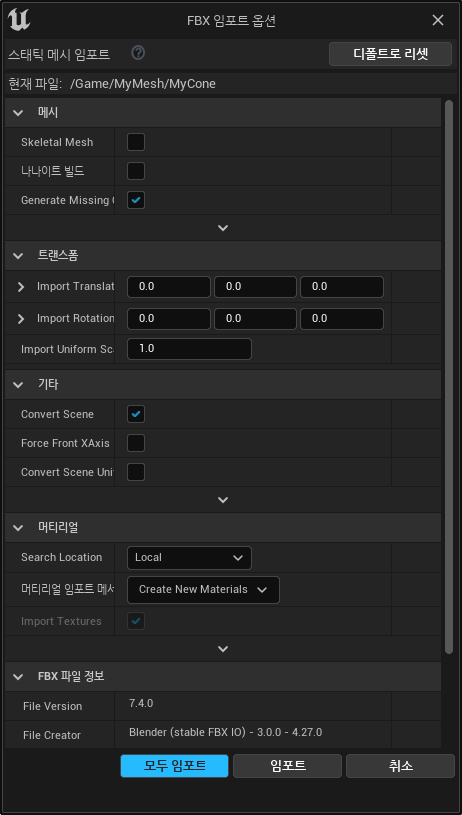 FBX 임포트 옵션
스태틱 메시 임포트
디폴트로 리셋
현재 파일: /Game/MyMesh/MyCone
메시
Skeletal Mesh
나나이트 빌드
Generate Missing
트랜스폼
Import Translat 0.0 0.0 0.0
Import Rotation 0.0 0.0 0.0
Import Uniform Sc 1.0
기타
Convert Scene
Force Front XAxis
Convert Scene Uni
머티리얼
Search Location Local
머티리얼 임포트 메서 Create New Materials
Import Textures
FBX 파일 정보
File Version 7.4.0
File Creator Blender (stable FBX IO) - 3.0.0 - 4.27.0
모두 임포트 임포트 취소